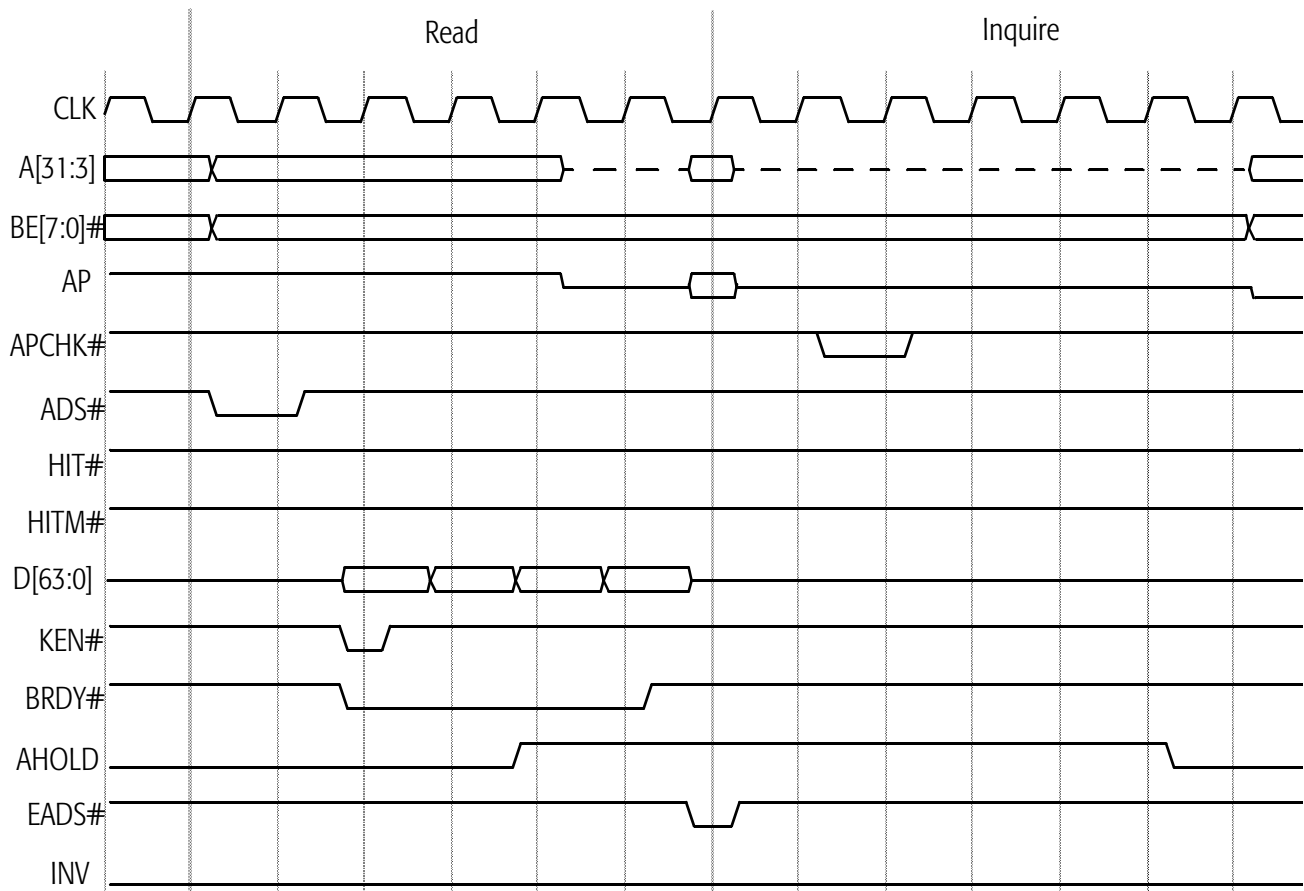 Read
Inquire
CLK
A[31:3]
BE[7:0]#
AP
APCHK#
ADS#
HIT#
HITM#
D[63:0]
KEN#
BRDY#
AHOLD
EADS#
INV